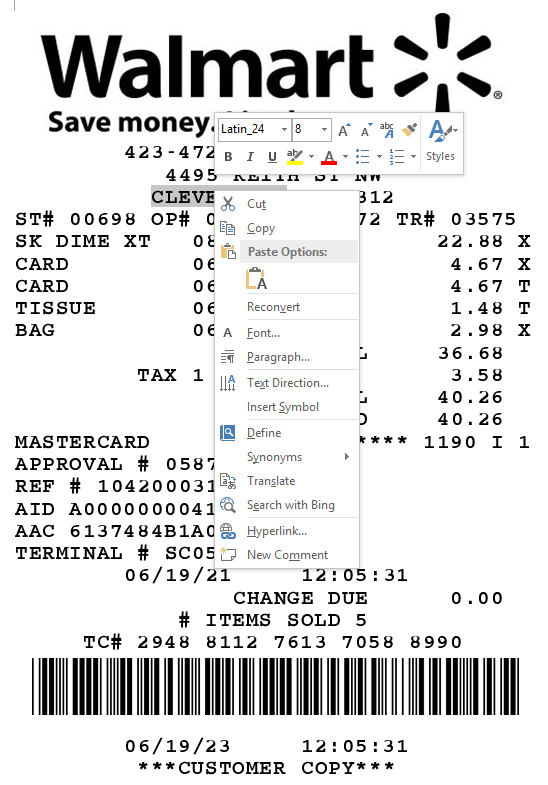 Walmart
Save money.
Latin_24 8
Styles
423-472
4495 KEITH ST NW
CLEVE 312
ST# 00698 OP# 0 72 TR# 03575
SK DIME XT 08 22.88 X
CARD 06 4.67 X
CARD 06 4.67 T
TISSUE 06 1.48 T
BAG 06 2.98 X
L 36.68
TAX 1 3.58
L 40.26
D 40.26
MASTERCARD **** 1190 I 1
APPROVAL # 0587
REF # 104200031
AID A0000000041
AAC 6137484B1A0
TERMINAL # SC05
Cut
Copy
Paste Options:
Reconvert
Font...
Paragraph...
Text Direction...
Insert Symbol
Define
Synonyms
Translate
Search with Bing
Hyperlink...
New Comment
06/19/21 12:05:31
CHANGE DUE 0.00
# ITEMS SOLD 5
TC# 2948 8112 7613 7058 8990
06/19/23 12:05:31
***CUSTOMER COPY***